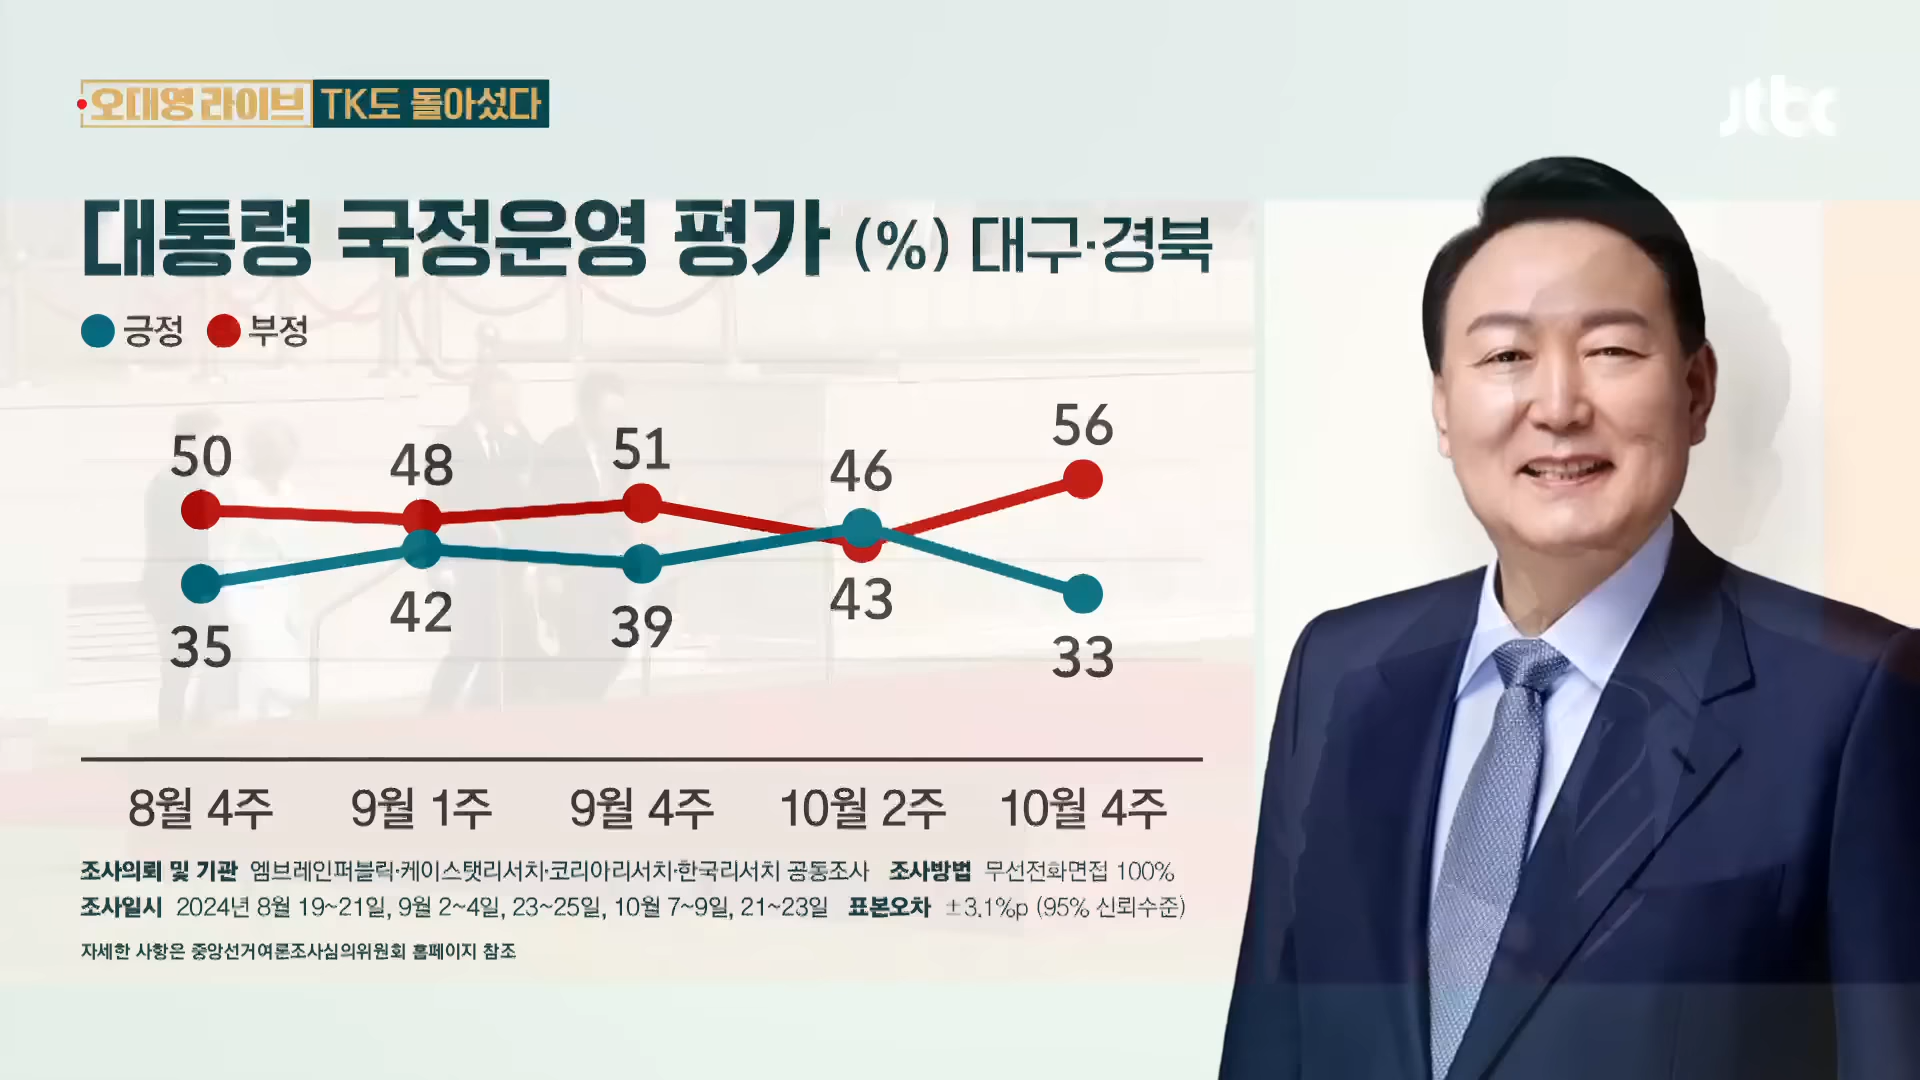 오대영 라이브 TK도 돌아섰다
jtbc
대통령 국정운영 평가 (%) 대구·경북
긍정 부정
50 48 51 46 56
35 42 39 43 33
8월 4주 9월 1주 9월 4주 10월 2주 10월 4주
조사의뢰 및 기관 엠브레인퍼블릭·케이스탯리서치·코리아리서치·한국리서치 공동조사 조사방법 무선전화면접 100%
조사일시 2024년 8월 19~21일, 9월 2~4일, 23~25일, 10월 7~9일, 21~23일 표본오차 ±3.1%p (95% 신뢰수준)
자세한 사항은 중앙선거여론조사심의위원회 홈페이지 참조